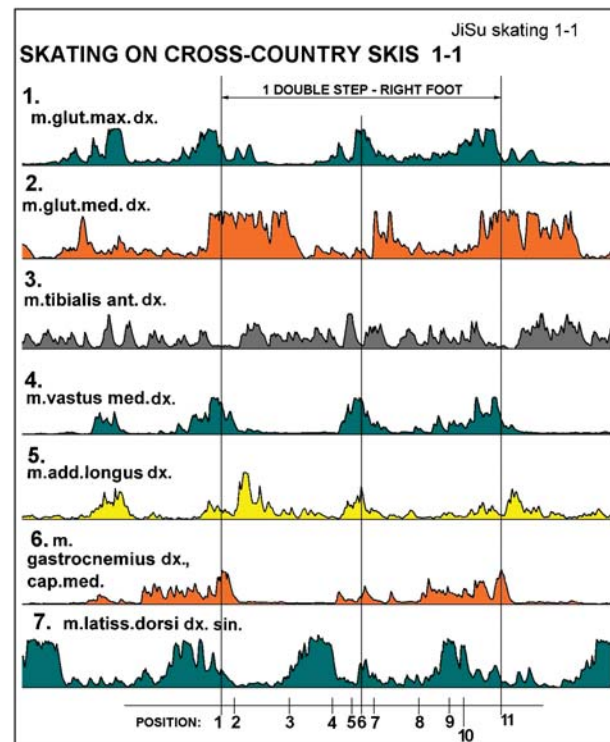 JiSu skating 1-1
SKATING ON CROSS-COUNTRY SKIS 1-1
1 DOUBLE STEP - RIGHT FOOT
1.
m.glut.max. dx.
2.
m.glut.med. dx.
3.
m.tibialis ant. dx.
4.
m.vastus med.dx.
5.
m.add.longus dx.
6. m.
gastrocnemius dx.,
cap.med.
7. m.latiss.dorsi dx. sin.
POSITION: 1 2 3 4 5 6 7 8 9 10 11